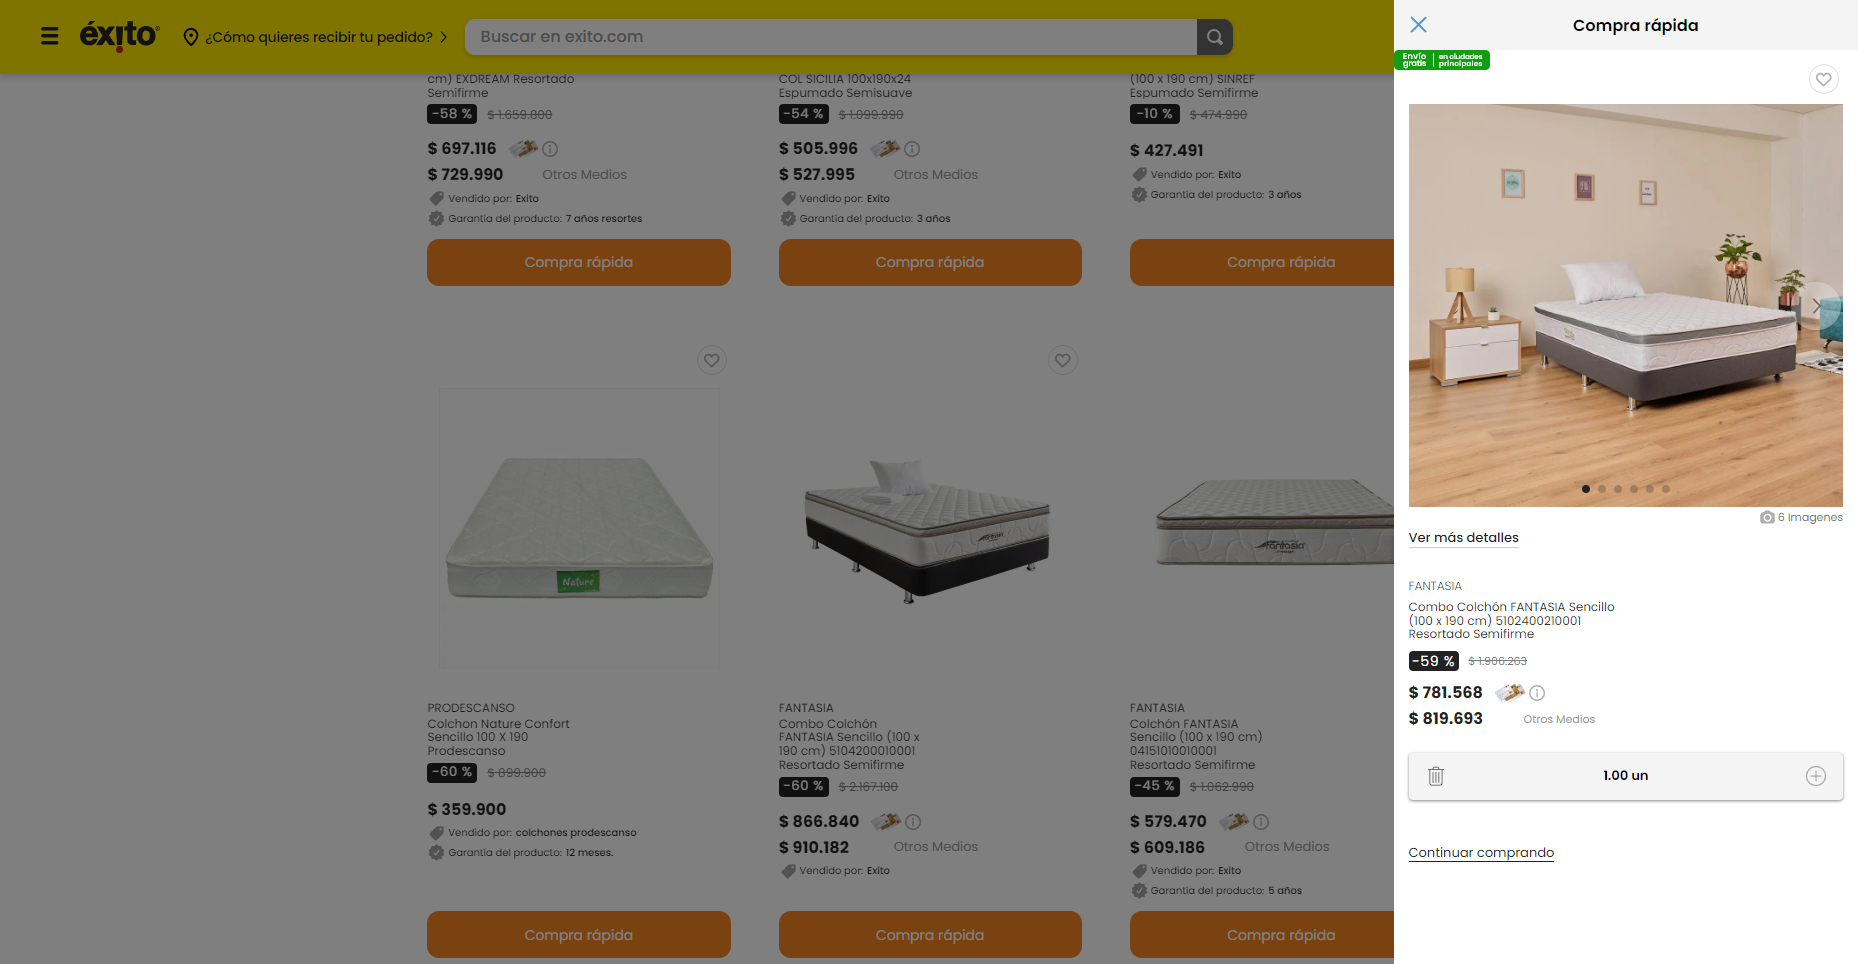 éxito
¿Cómo quieres recibir tu pedido?
Buscar en exito.com
cm) EXDREAM Resortado
Semifirme
-58 % $ 1.659.800
$ 697.116
$ 729.990 Otros Medios
Vendido por: Exito
Garantía del producto: 7 años resortes
Compra rápida
COL SICILIA 100x190x24
Espumado Semisuave
-54 % $ 1.099.990
$ 505.996
$ 527.995 Otros Medios
Vendido por: Exito
Garantía del producto: 3 años
Compra rápida
(100 x 190 cm) SINREF
Espumado Semifirme
-10 % $ 474.990
$ 427.491
Vendido por: Exito
Garantía del producto: 3 años
Compra rápida
Nature
PRODESCANSO
Colchon Nature Confort
Sencillo 100 X 190
Prodescanso
-60 % $ 899.900
$ 359.900
Vendido por: colchones prodescanso
Garantía del producto: 12 meses.
Compra rápida
fantasia
FANTASIA
Combo Colchón
FANTASIA Sencillo (100 x
190 cm) 5104200010001
Resortado Semifirme
-60 % $ 2.167.100
$ 866.840
$ 910.182 Otros Medios
Vendido por: Exito
Compra rápida
fantasia
FANTASIA
Colchón FANTASIA
Sencillo (100 x 190 cm)
04151010010001
Resortado Semifirme
-45 % $ 1.062.990
$ 579.470
$ 609.186 Otros Medios
Vendido por: Exito
Garantía del producto: 5 años
Compra rápida
Compra rápida
Envío gratis en ciudades principales
6 Imagenes
Ver más detalles
FANTASIA
Combo Colchón FANTASIA Sencillo
(100 x 190 cm) 5102400210001
Resortado Semifirme
-59 % $ 1.906.263
$ 781.568
$ 819.693 Otros Medios
1.00 un
Continuar comprando